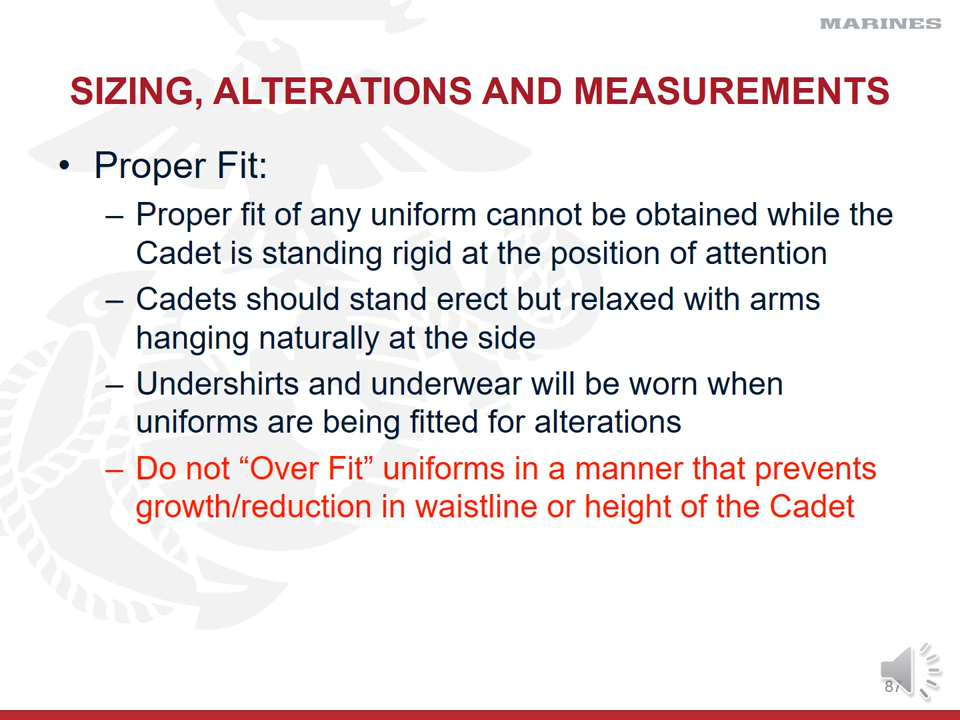 MARINES
SIZING, ALTERATIONS AND MEASUREMENTS
• Proper Fit:
– Proper fit of any uniform cannot be obtained while the
Cadet is standing rigid at the position of attention
– Cadets should stand erect but relaxed with arms
hanging naturally at the side
– Undershirts and underwear will be worn when
uniforms are being fitted for alterations
– Do not “Over Fit” uniforms in a manner that prevents
growth/reduction in waistline or height of the Cadet
87